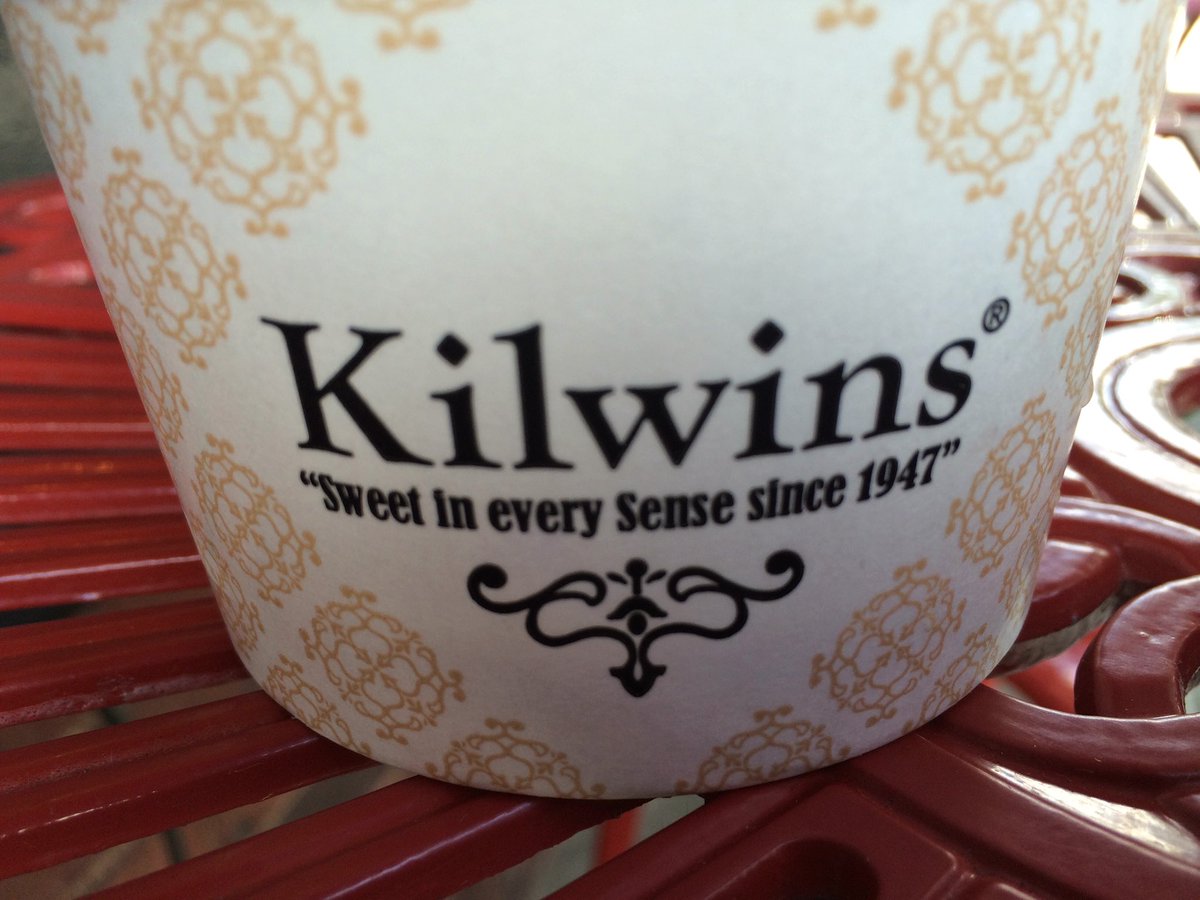 Kilwins®
“Sweet in every Sense since 1947”